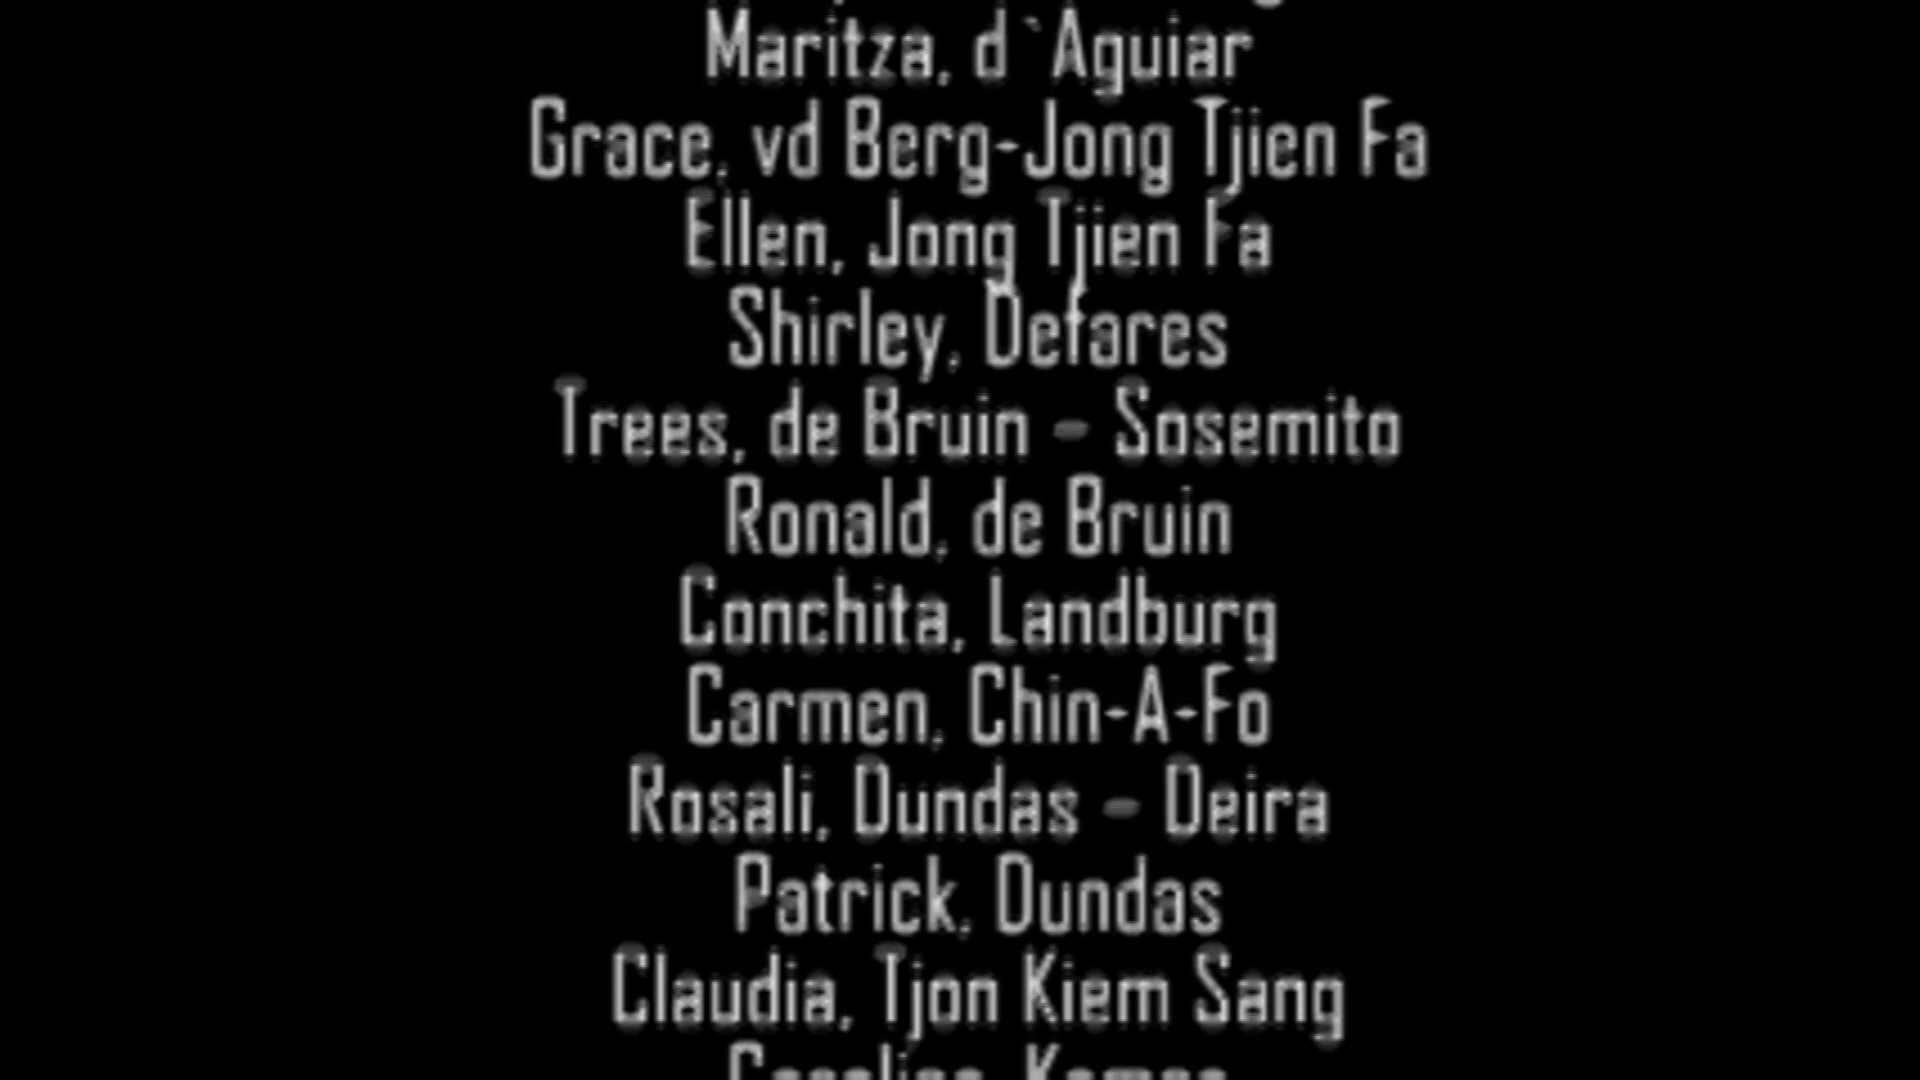 Maritza, d`Aguiar
Grace, vd Berg-Jong Tjien Fa
Ellen, Jong Tjien Fa
Shirley, Defares
Trees, de Bruin - Sosemito
Ronald, de Bruin
Conchita, Landburg
Carmen, Chin-A-Fo
Rosali, Dundas - Deira
Patrick, Dundas
Claudia, Tjon Kiem Sang